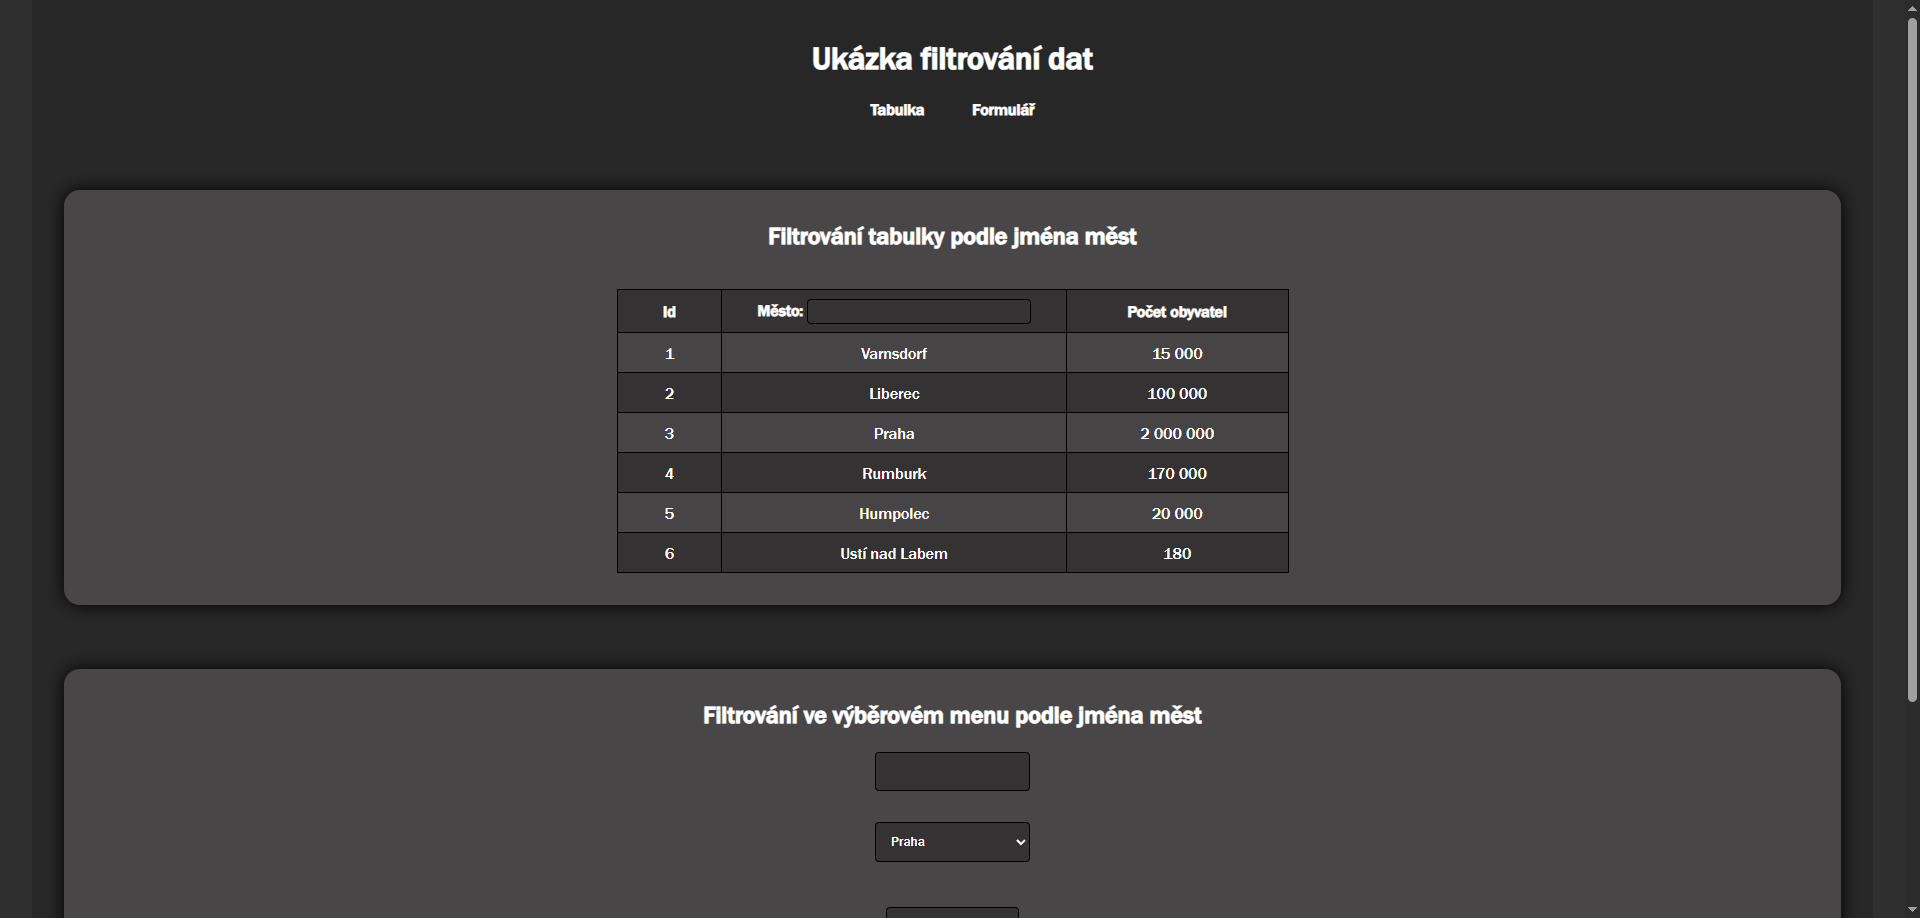 Ukázka filtrování dat
Tabulka Formulář
Filtrování tabulky podle jména měst
Id Město: Počet obyvatel
1 Varnsdorf 15 000
2 Liberec 100 000
3 Praha 2 000 000
4 Rumburk 170 000
5 Humpolec 20 000
6 Ustí nad Labem 180
Filtrování ve výběrovém menu podle jména měst
Praha